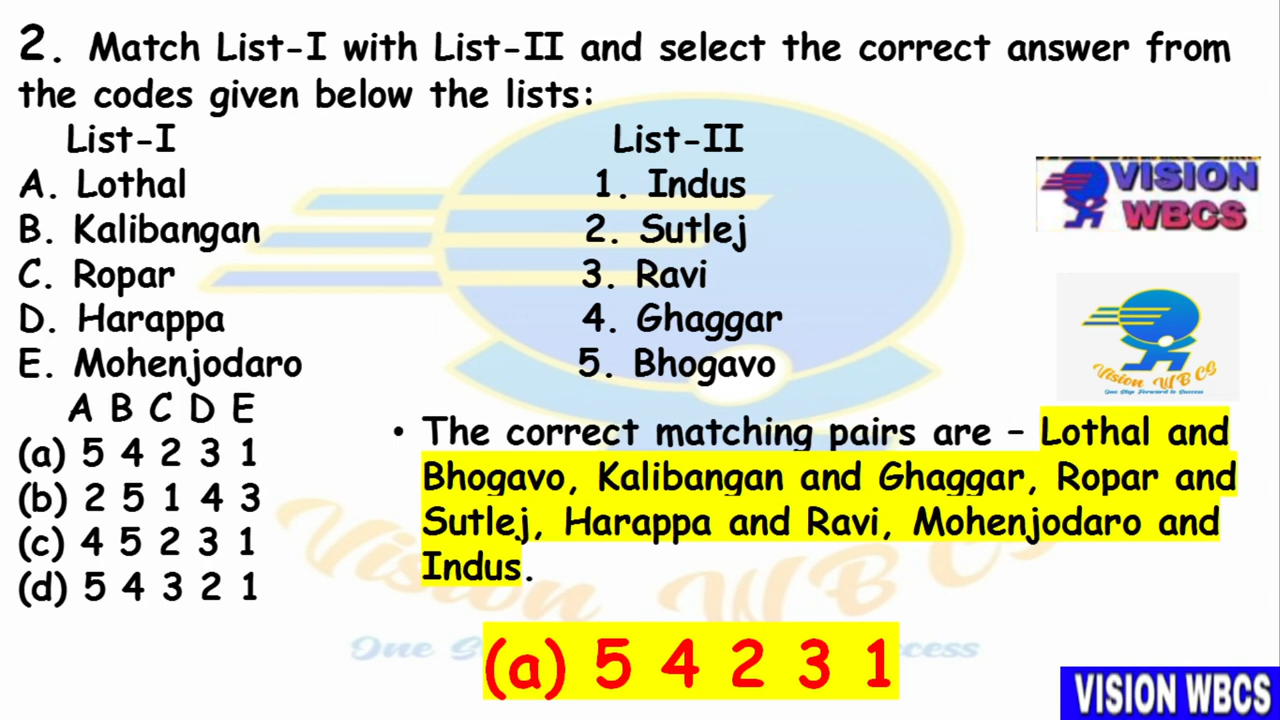 2. Match List-I with List-II and select the correct answer from
the codes given below the lists:
List-I List-II
A. Lothal 1. Indus
B. Kalibangan 2. Sutlej
C. Ropar 3. Ravi
D. Harappa 4. Ghaggar
E. Mohenjodaro 5. Bhogavo
A B C D E
(a) 5 4 2 3 1
(b) 2 5 1 4 3
(c) 4 5 2 3 1
(d) 5 4 3 2 1
• The correct matching pairs are – Lothal and
Bhogavo, Kalibangan and Ghaggar, Ropar and
Sutlej, Harappa and Ravi, Mohenjodaro and
Indus.
(a) 5 4 2 3 1
VISION
WBCS
Vision WBCS
One Step Forward to Success
Vision WBCS
One S ccess
VISION WBCS